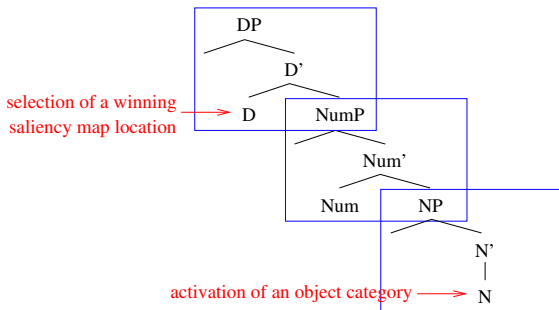 DP
D'
selection of a winning
saliency map location
D
NumP
Num'
Num
NP
N'
activation of an object category
N